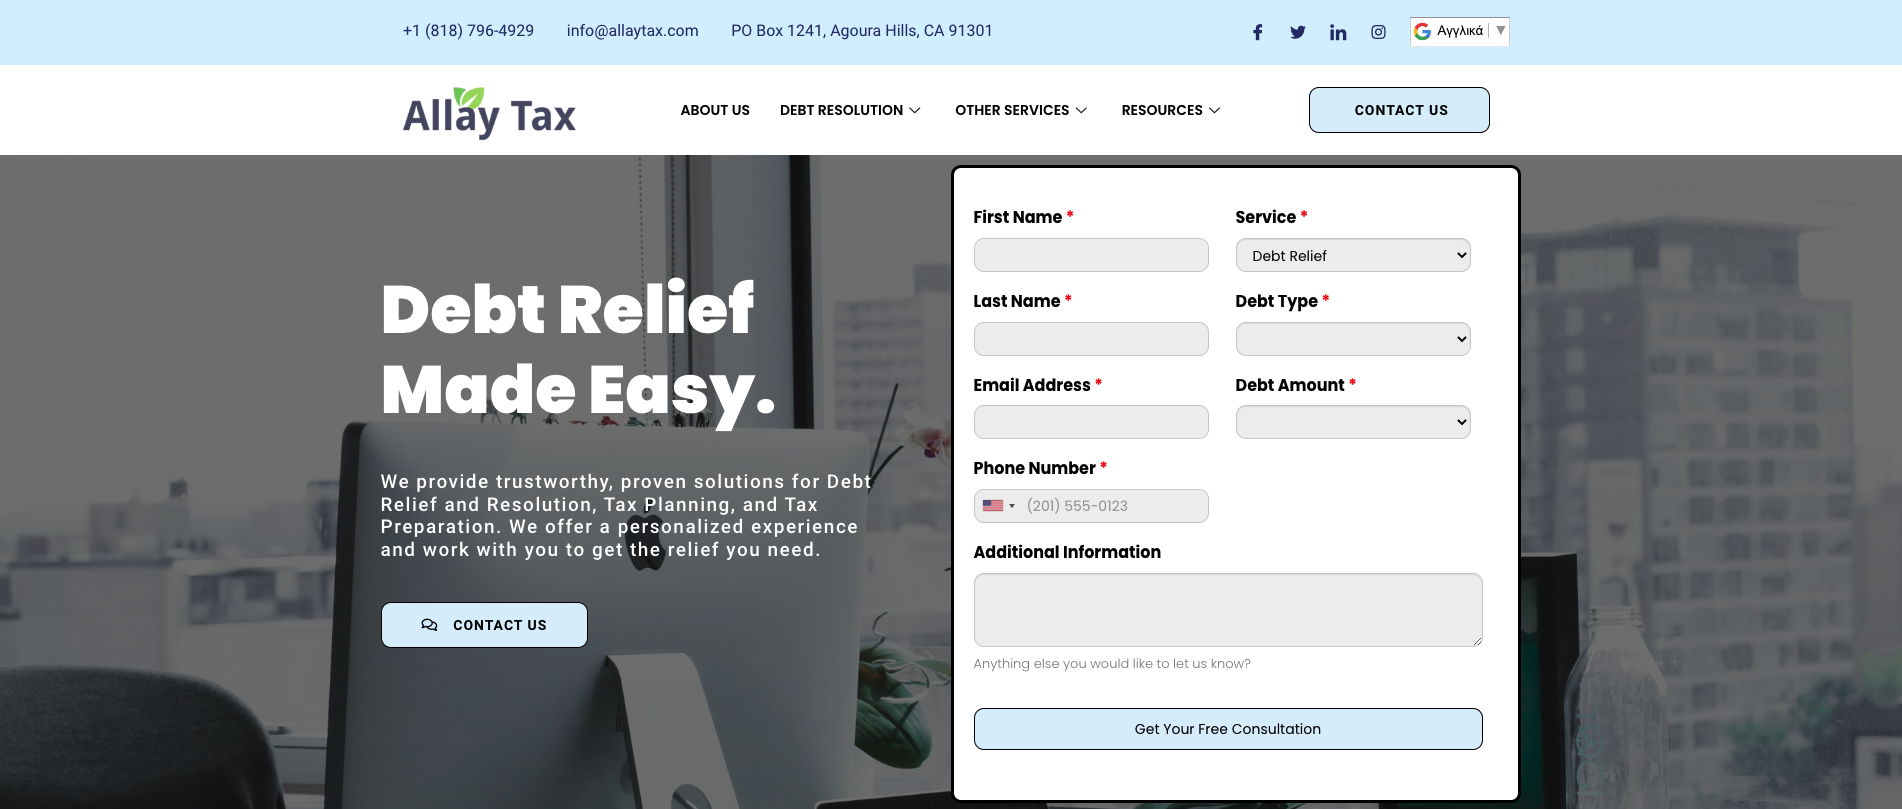 +1 (818) 796-4929
info@allaytax.com
PO Box 1241, Agoura Hills, CA 91301
Αγγλικά
Allay Tax
ABOUT US
DEBT RESOLUTION
OTHER SERVICES
RESOURCES
CONTACT US
Debt Relief
Made Easy.
We provide trustworthy, proven solutions for Debt
Relief and Resolution, Tax Planning, and Tax
Preparation. We offer a personalized experience
and work with you to get the relief you need.
CONTACT US
First Name *
Service *
Debt Relief
Last Name *
Debt Type *
Email Address *
Debt Amount *
Phone Number *
(201) 555-0123
Additional Information
Anything else you would like to let us know?
Get Your Free Consultation